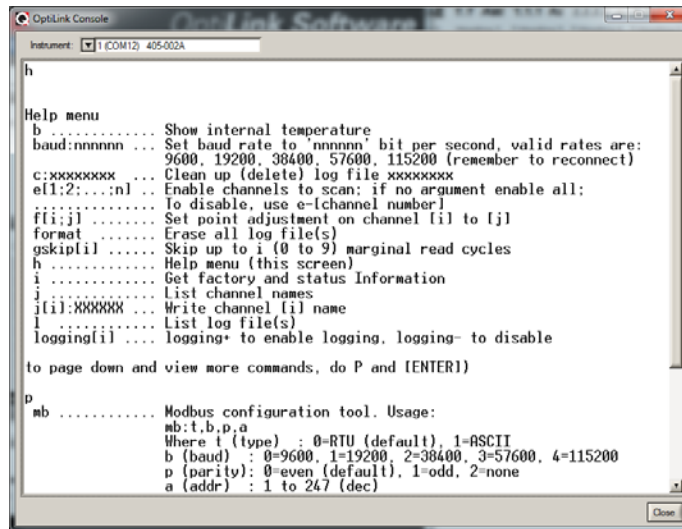 OptiLink Console
OptiLink Software
Instrument: 1 (COM12) 405-002A
h
Help menu
b ............. Show internal temperature
baud:nnnnnn ... Set baud rate to 'nnnnnn' bit per second, valid rates are:
9600, 19200, 38400, 57600, 115200 (remember to reconnect)
c:xxxxxxxx ... Clean up (delete) log file xxxxxxxx
e[1;2;...;n] .. Enable channels to scan; if no argument enable all;
............... To disable, use e-[channel number]
f[i;j] ........ Set point adjustment on channel [i] to [j]
format ....... Erase all log file(s)
gskip[i] ...... Skip up to i (0 to 9) marginal read cycles
h ............. Help menu (this screen)
i ............. Get factory and status Information
j ............. List channel names
j[i]:XXXXXX ... Write channel [i] name
l ............ List log file(s)
logging[i] .... logging+ to enable logging, logging- to disable
to page down and view more commands, do P and [ENTER])
p
mb ............ Modbus configuration tool. Usage:
mb:t,b,p,a
Where t (type) : 0=RTU (default), 1=ASCII
b (baud) : 0=9600, 1=19200, 2=38400, 3=57600, 4=115200
p (parity): 0=even (default), 1=odd, 2=none
a (addr) : 1 to 247 (dec)
Close